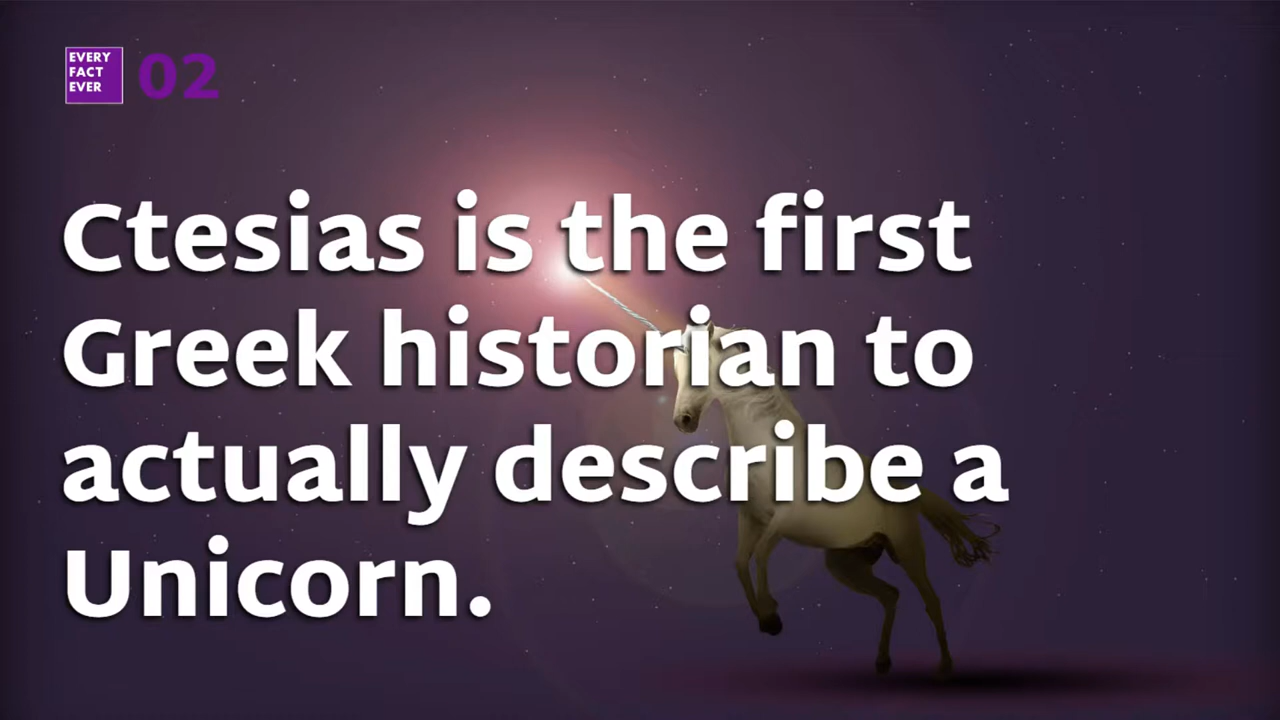 EVERY
FACT
EVER
02
Ctesias is the first
Greek historian to
actually describe a
Unicorn.